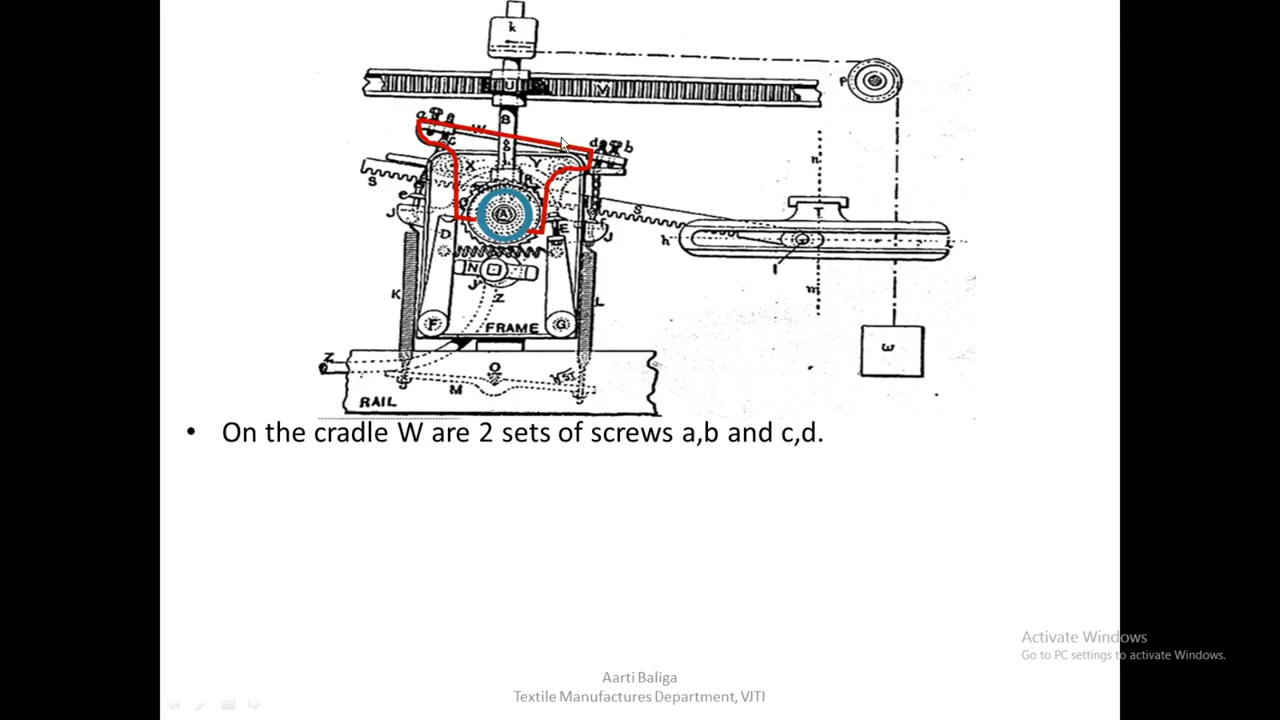 k
P
U
V
a
a
B
W
d
b
c
n
X
Y
S
R
e
S
T
J
A
J
D
E
h
I
N
J
m
K
Z
L
F
FRAME
G
ω
Z
O
M
RAIL
• On the cradle W are 2 sets of screws a,b and c,d.
Activate Windows
Go to PC settings to activate Windows.
Aarti Baliga
Textile Manufactures Department, VJTI